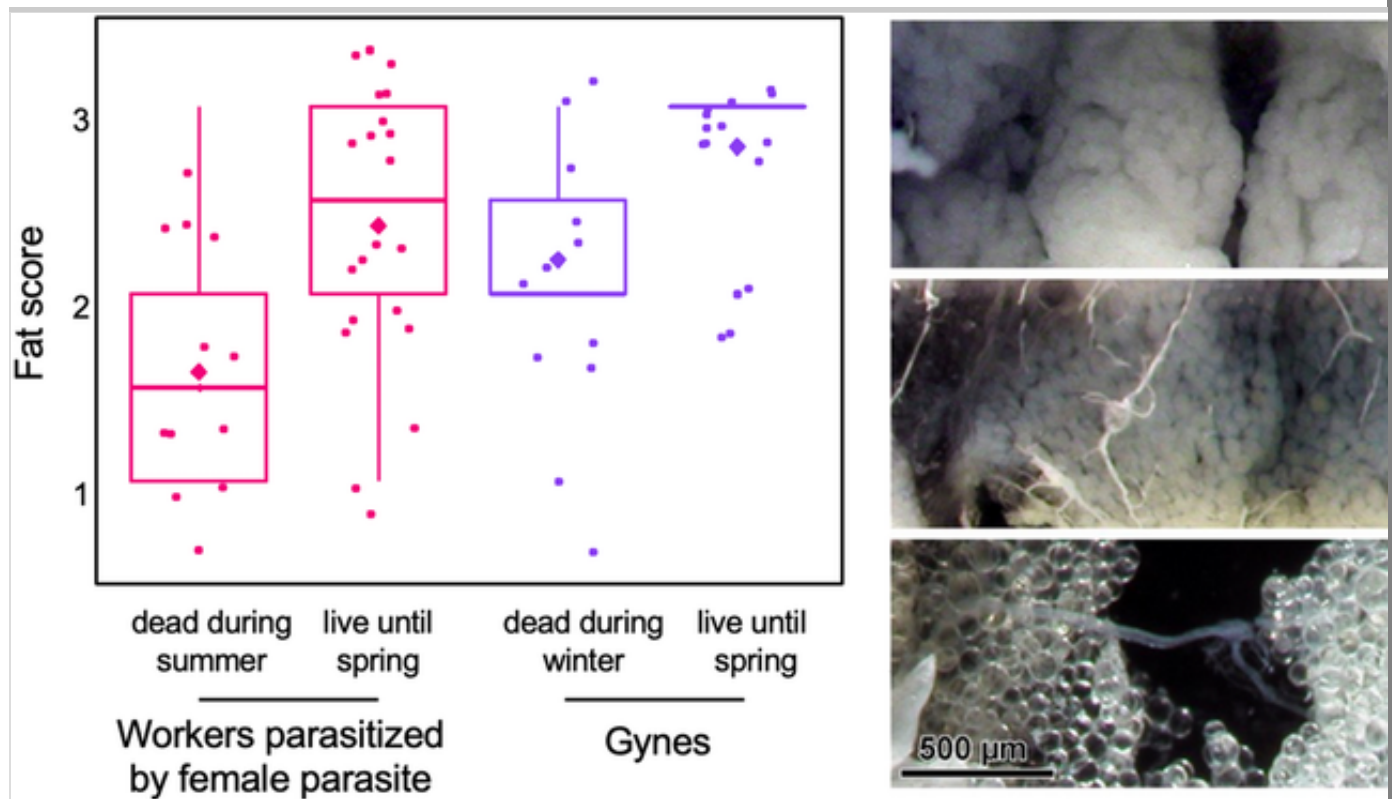 Fat score
3
2
1
dead during
summer
live until
spring
dead during
winter
live until
spring
Workers parasitized
by female parasite
Gynes
500 µm